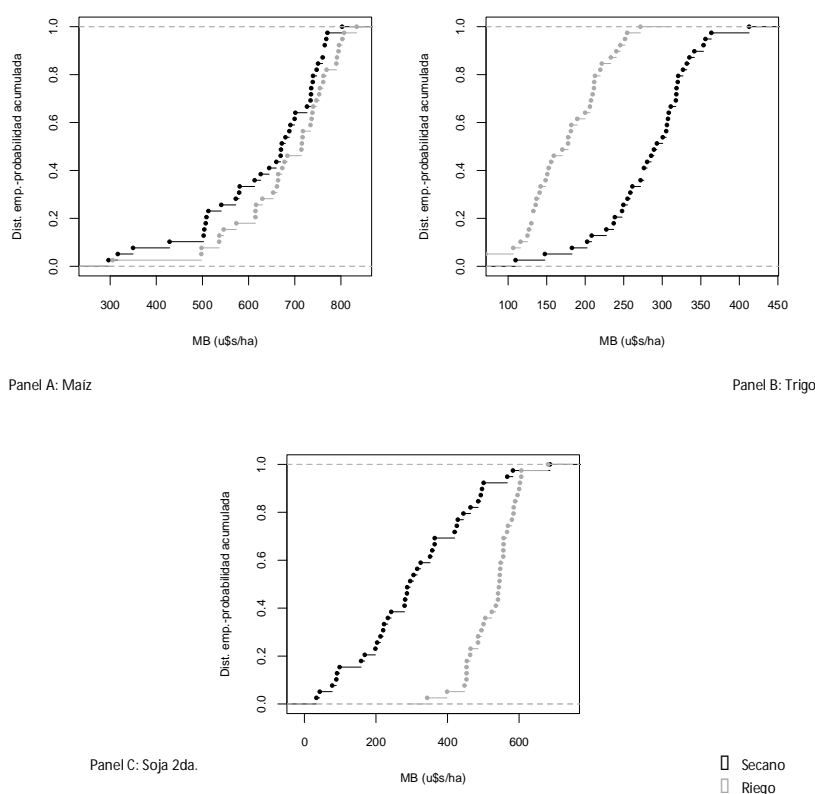 Dist. emp.-probabilidad acumulada
1.0
0.8
0.6
0.4
0.2
0.0
300 400 500 600 700 800
MB (u$s/ha)
Panel A: Maíz
Dist. emp.-probabilidad acumulada
1.0
0.8
0.6
0.4
0.2
0.0
100 150 200 250 300 350 400 450
MB (u$s/ha)
Panel B: Trigo
Dist. emp.-probabilidad acumulada
1.0
0.8
0.6
0.4
0.2
0.0
0 200 400 600
MB (u$s/ha)
Panel C: Soja 2da.
Secano
Riego